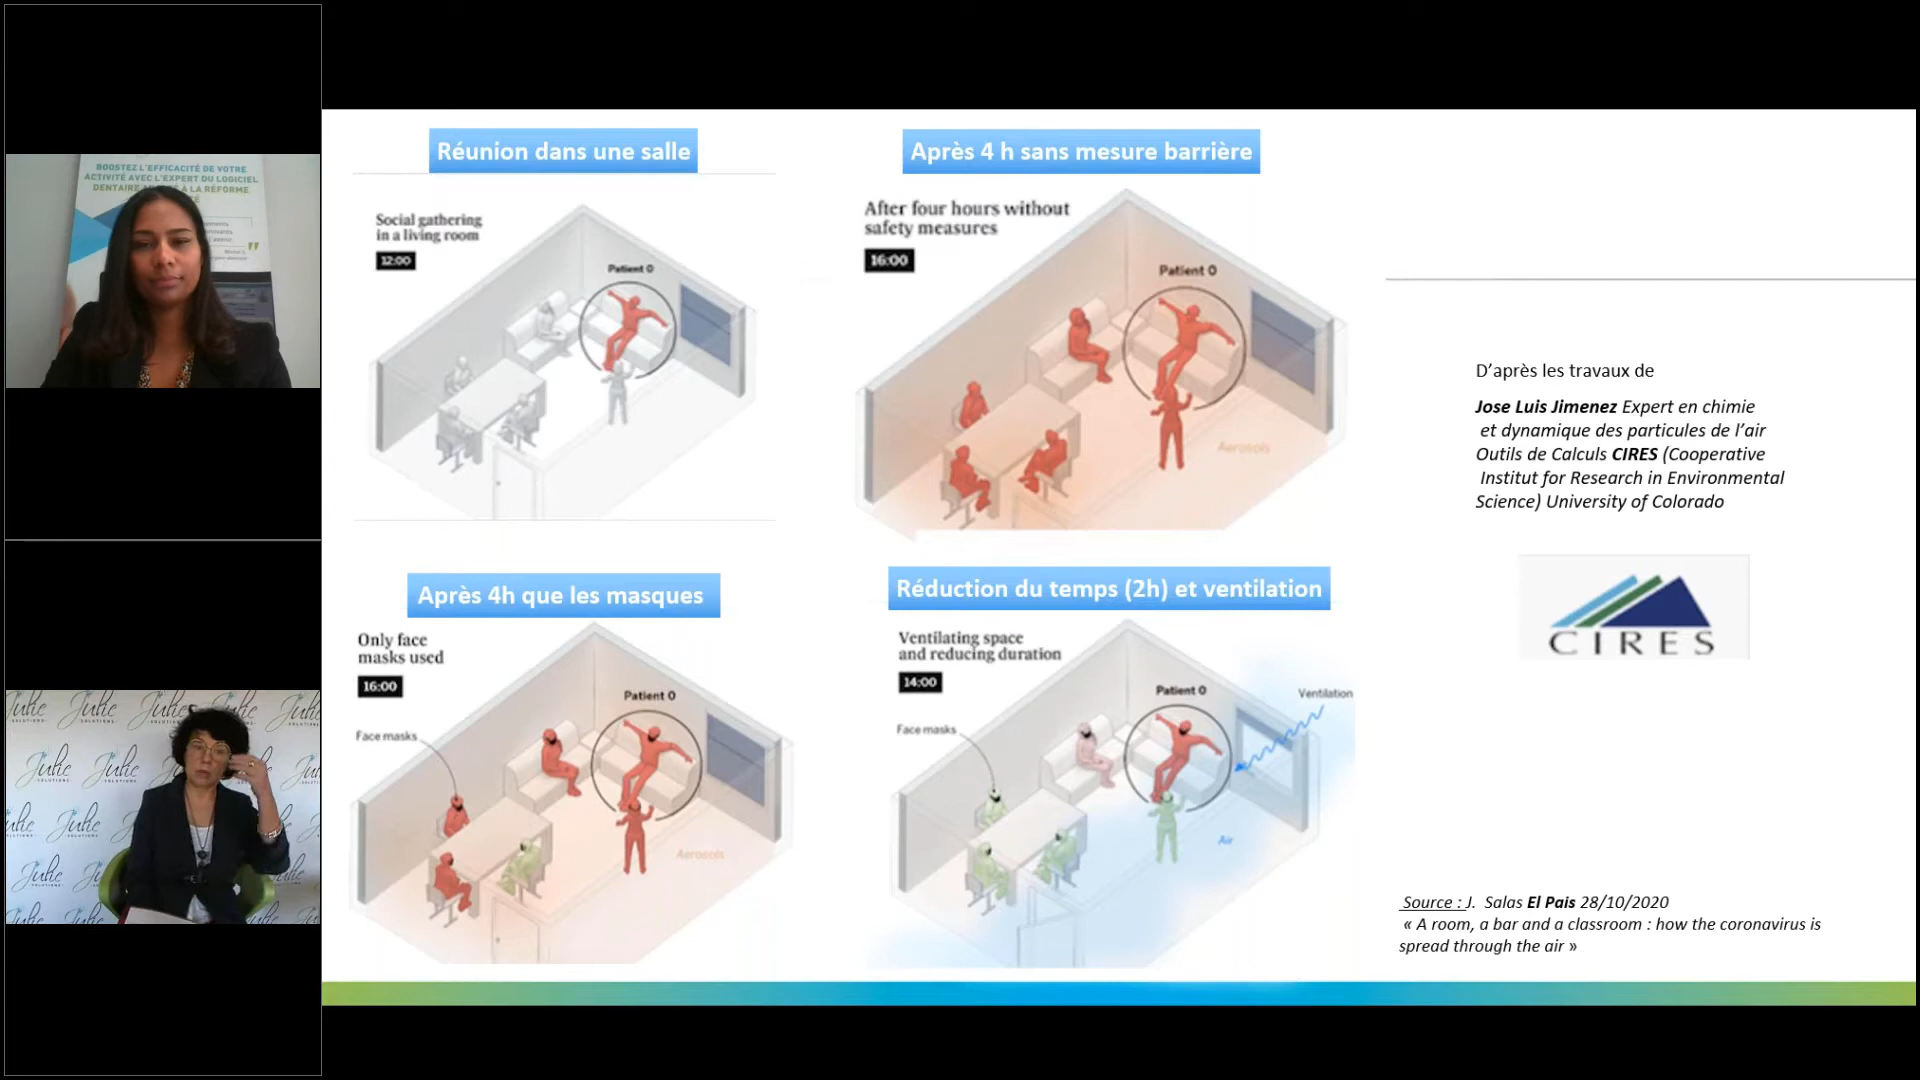 BOOSTEZ L'EFFICACITÉ DE VOTRE
ACTIVITÉ AVEC L'EXPERT DU LOGICIEL
DENTAIRE À LA RÉFORME
Julie
SOLUTIONS
Réunion dans une salle
Social gathering
in a living room
12:00
Patient 0
Après 4 h sans mesure barrière
After four hours without
safety measures
16:00
Patient 0
Aerosols
Après 4h que les masques
Only face
masks used
16:00
Patient 0
Face masks
Aerosols
Réduction du temps (2h) et ventilation
Ventilating space
and reducing duration
14:00
Patient 0
Ventilation
Face masks
Air
D'après les travaux de
Jose Luis Jimenez Expert en chimie
et dynamique des particules de l'air
Outils de Calculs CIRES (Cooperative
Institut for Research in Environmental
Science) University of Colorado
CIRES
Source : J. Salas El Pais 28/10/2020
« A room, a bar and a classroom : how the coronavirus is
spread through the air »